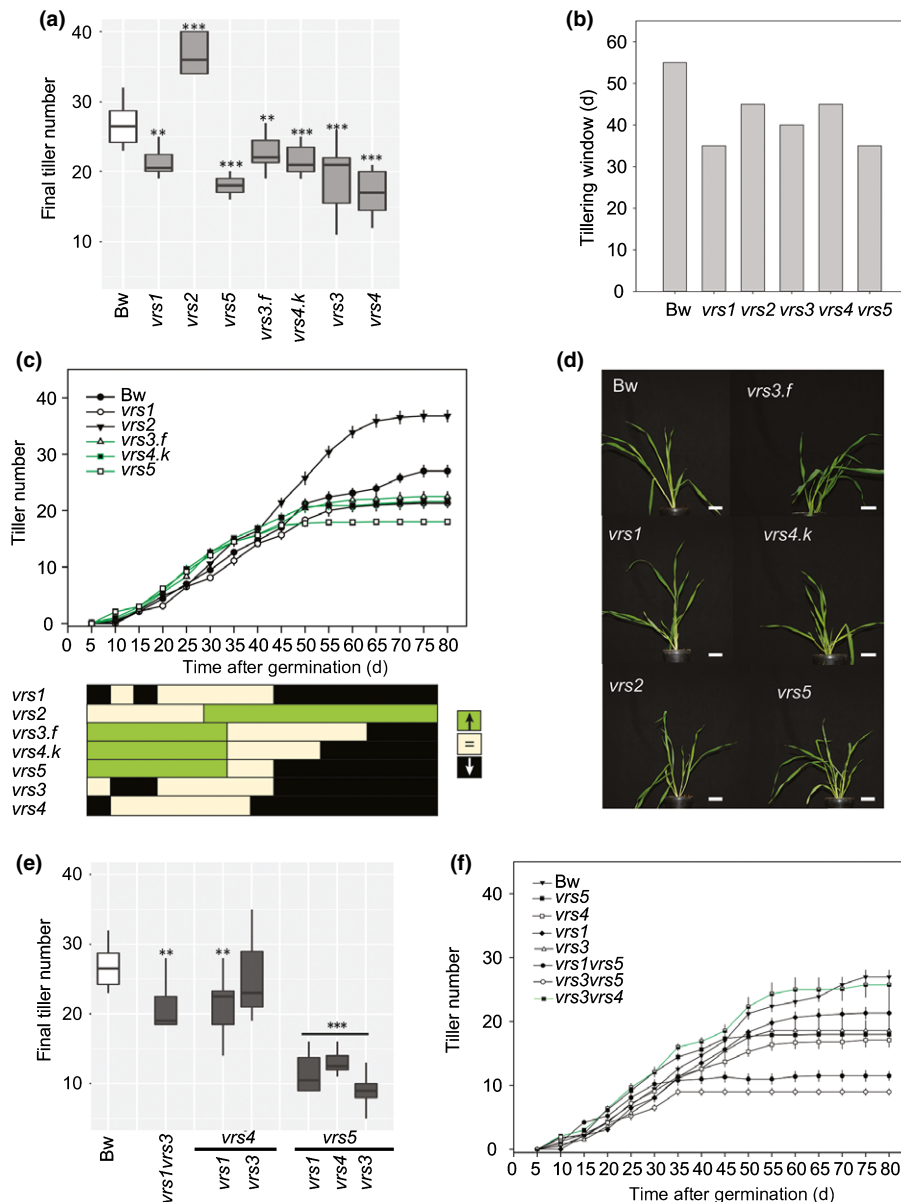 (a)
Final tiller number
40
30
20
10
**
***
***
**
***
***
***
Bw
vrs1
vrs2
vrs5
vrs3.f
vrs4.k
vrs3
vrs4
(b)
Tillering window (d)
60
50
40
30
20
10
0
Bw vrs1 vrs2 vrs3 vrs4 vrs5
(c)
Tiller number
40
30
20
10
0
Bw
vrs1
vrs2
vrs3.f
vrs4.k
vrs5
0 5 10 15 20 25 30 35 40 45 50 55 60 65 70 75 80
Time after germination (d)
vrs1
vrs2
vrs3.f
vrs4.k
vrs5
vrs3
vrs4
=
(d)
Bw
vrs3.f
vrs1
vrs4.k
vrs2
vrs5
(e)
Final tiller number
40
30
20
10
**
**
***
Bw
vrs1vrs3
vrs4
vrs1
vrs3
vrs5
vrs1
vrs4
vrs3
(f)
Tiller number
40
30
20
10
0
Bw
vrs5
vrs4
vrs1
vrs3
vrs1vrs5
vrs3vrs5
vrs3vrs4
0 5 10 15 20 25 30 35 40 45 50 55 60 65 70 75 80
Time after germination (d)